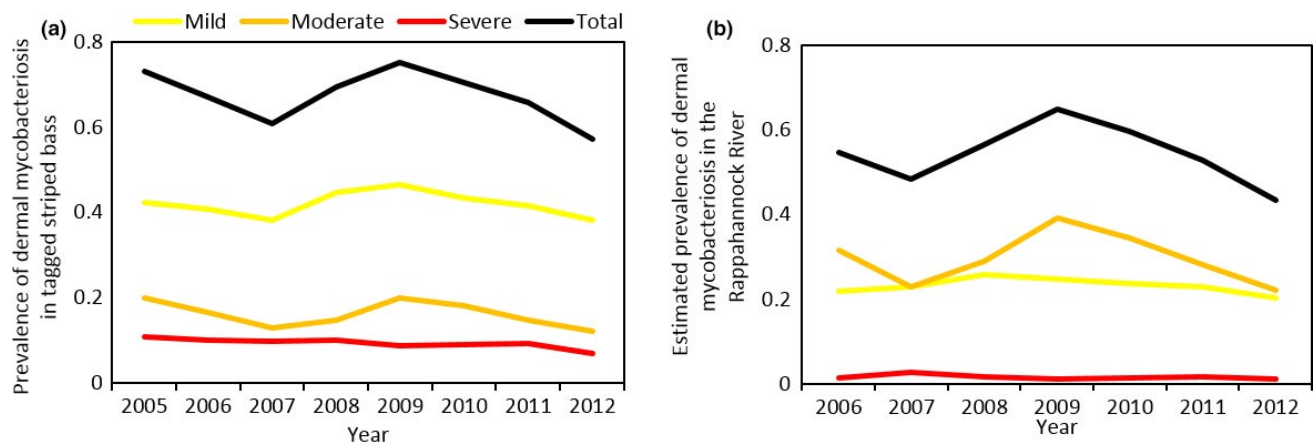 (a)
Mild Moderate Severe Total
0.8
0.6
0.4
0.2
0
Prevalence of dermal mycobacteriosis
in tagged striped bass
2005 2006 2007 2008 2009 2010 2011 2012
Year
(b)
0.8
0.6
0.4
0.2
0
Estimated prevalence of dermal
mycobacteriosis in the
Rappahannock River
2006 2007 2008 2009 2010 2011 2012
Year